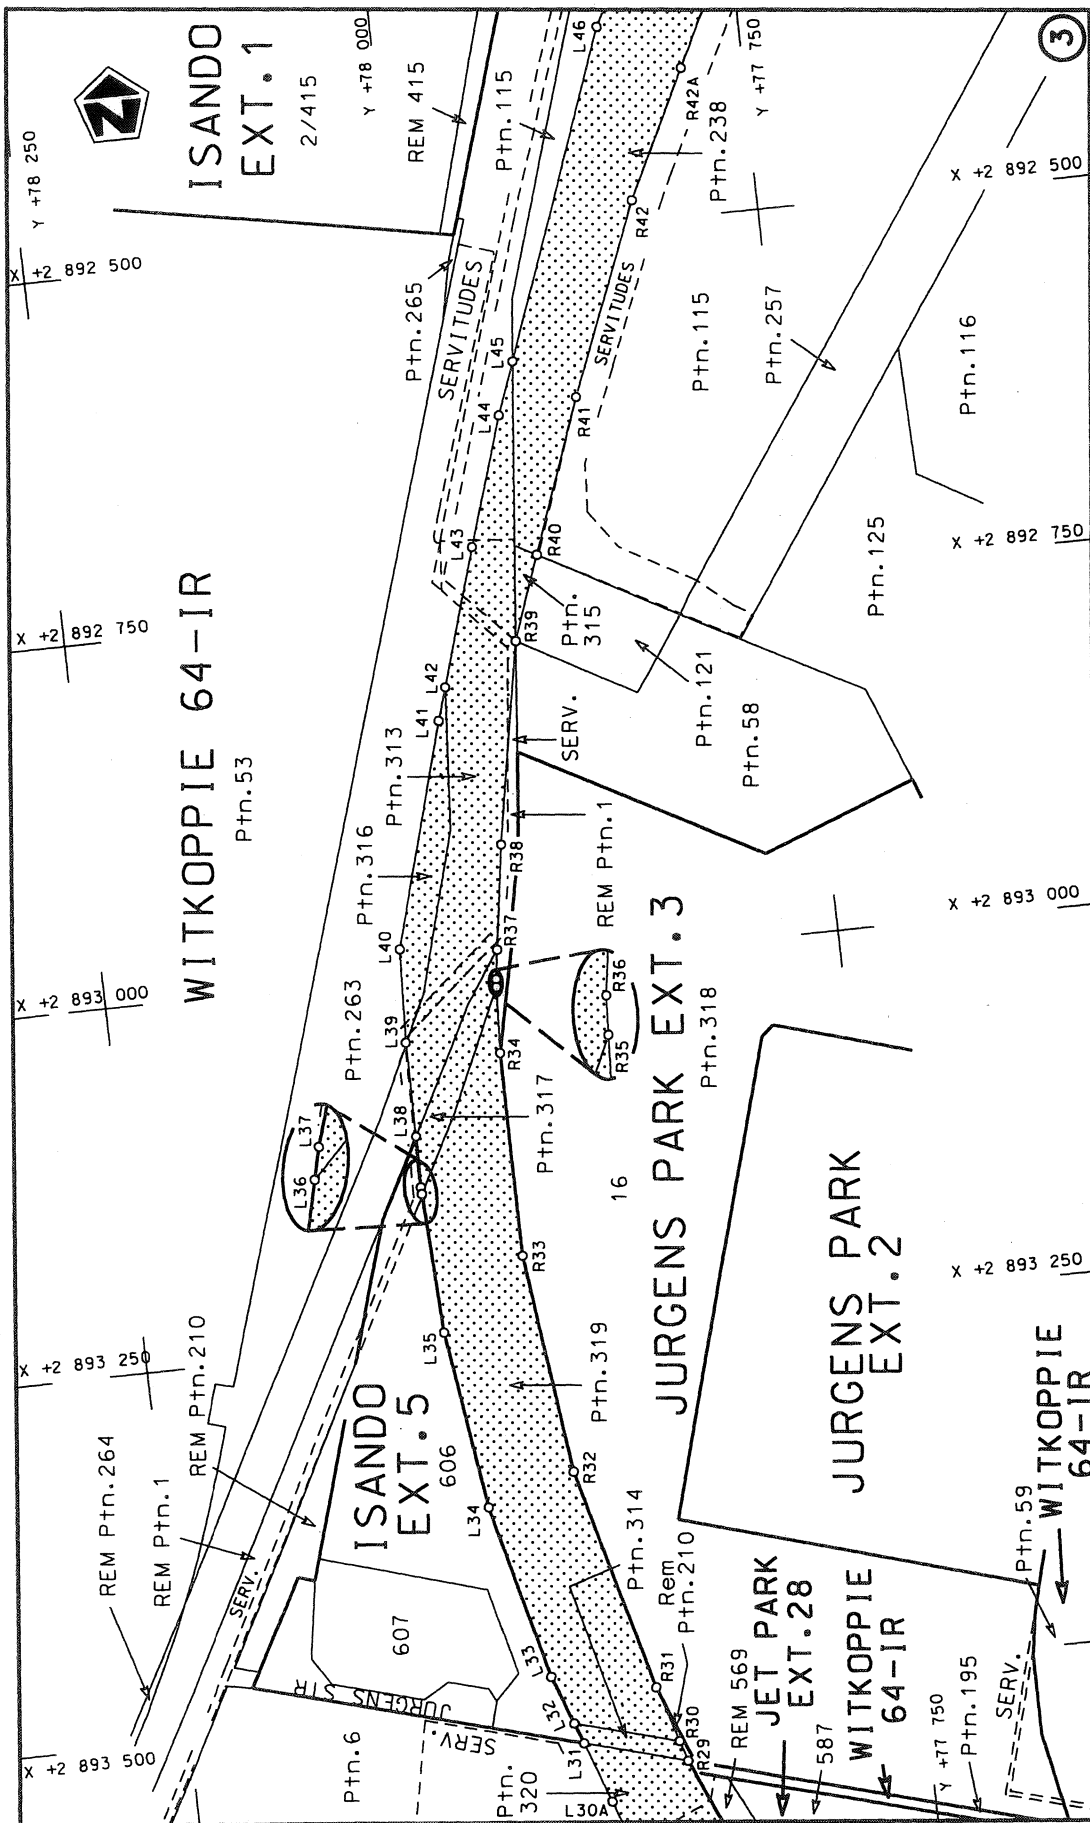 ISANDO
EXT.1
2/415
Y +78 250
X +2 892 500
Y +78 000
REM 415
Ptn.115
L46
R42A
Y +77 750
3
Ptn.238
X +2 892 500
R42
SERVITUDES
Ptn.265
SERVITUDES
L45
L44
R41
Ptn.115
Ptn.257
Ptn.116
WITKOPPIE 64-IR
Ptn.53
X +2 892 750
L43
R40
R39
Ptn.
315
X +2 892 750
Ptn.125
L42
L41
Ptn.313
Ptn.316
SERV.
Ptn.121
Ptn.58
R38
REM Ptn.1
L40
R37
X +2 893 000
X +2 893 000
Ptn.263
L39
R36
R35
R34
JURGENS PARK EXT.3
Ptn.318
L38
L37
L36
Ptn.317
16
R33
JURGENS PARK
EXT.2
X +2 893 250
X +2 893 250
REM Ptn.210
L35
Ptn.319
ISANDO
EXT.5
606
R32
L34
REM Ptn.264
REM Ptn.1
SERV.
Ptn.314
Rem
Ptn.210
607
JURGENS STR
L33
R31
L32
R30
L31
R29
SERV.
REM 569
JET PARK
EXT.28
587
WITKOPPIE
64-IR
Ptn.195
Y +77 750
SERV.
Ptn.59
WITKOPPIE
64-IR
X +2 893 500
Ptn.6
Ptn.
320
L30A